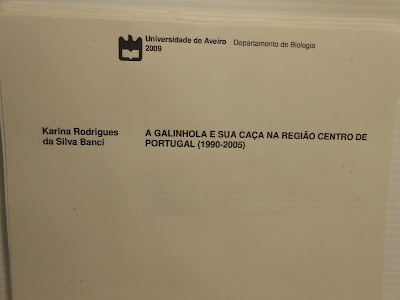 Universidade de Aveiro Departamento de Biologia
2009
Karina Rodrigues
da Silva Banci
A GALINHOLA E SUA CAÇA NA REGIÃO CENTRO DE
PORTUGAL (1990-2005)